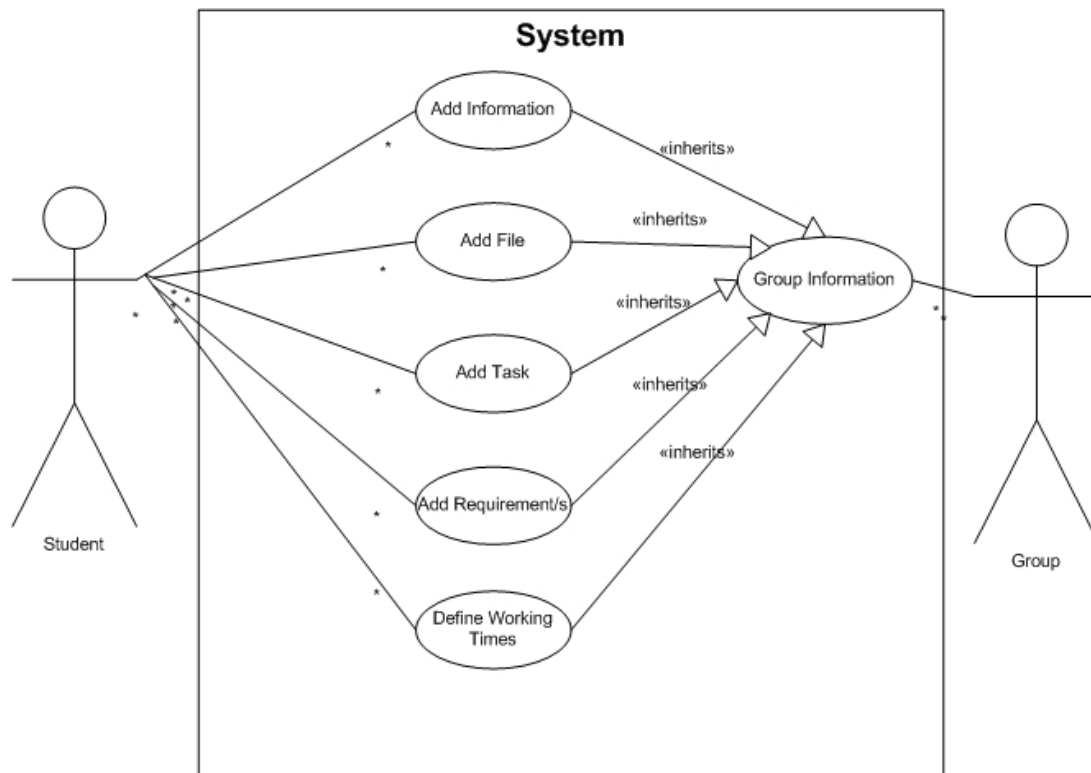 System
Add Information
«inherits»
*
Add File
«inherits»
*
Group Information
*
*
*
*
*
*
*
«inherits»
Add Task
*
«inherits»
Add Requirement/s
*
«inherits»
Define Working
Times
*
Student
Group